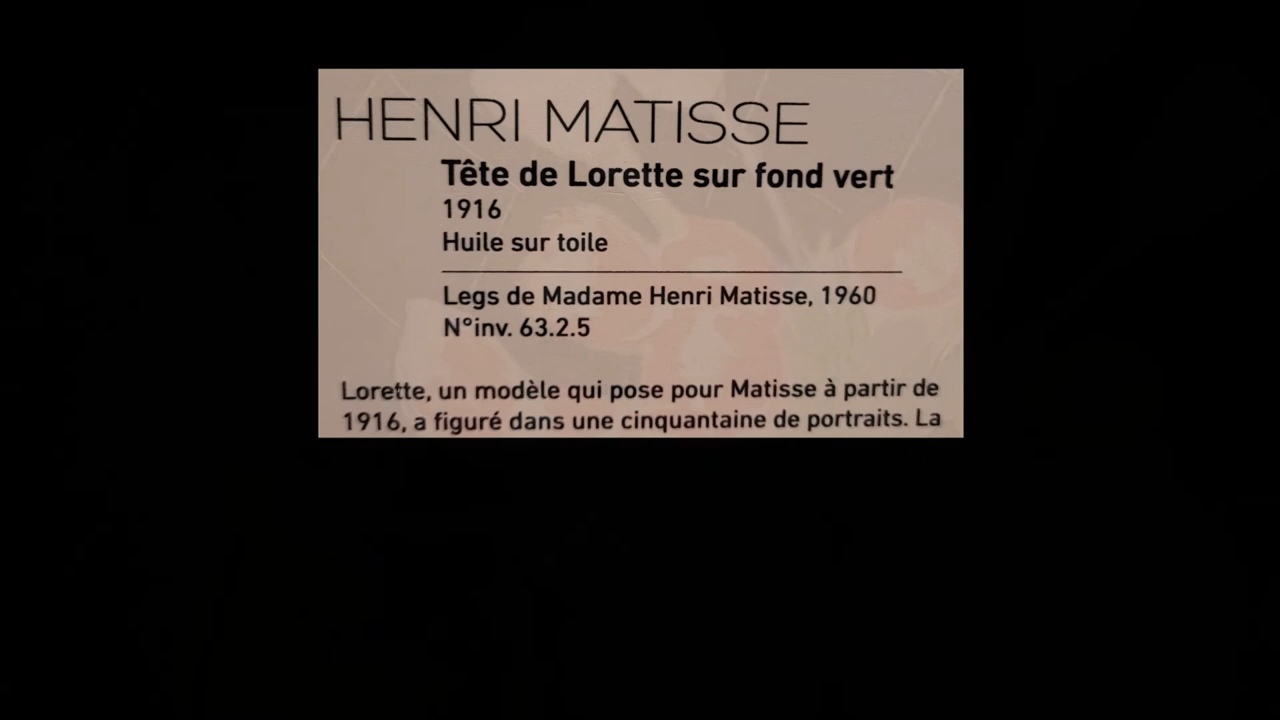 HENRI MATISSE
Tête de Lorette sur fond vert
1916
Huile sur toile
Legs de Madame Henri Matisse, 1960
N°inv. 63.2.5
Lorette, un modèle qui pose pour Matisse à partir de
1916, a figuré dans une cinquantaine de portraits. La